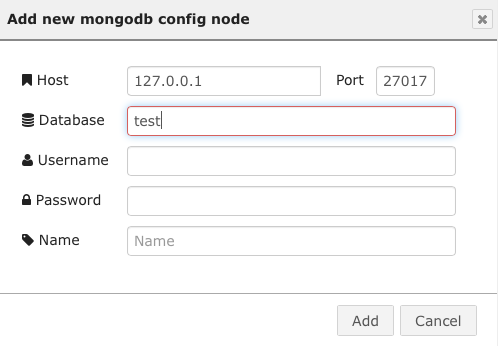 Add new mongodb config node
Host 127.0.0.1 Port 27017
Database test
Username
Password
Name Name
Add Cancel